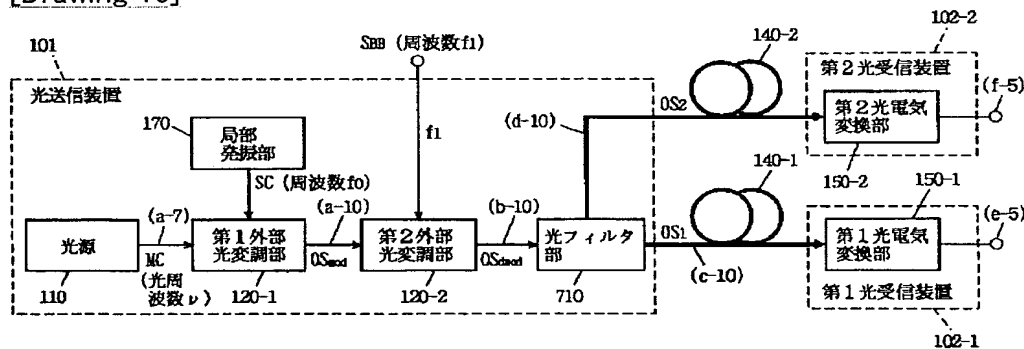 [Drawing 10]
101
SBB (周波数f1)
140-2
102-2
光送信装置
第2光受信装置
(f-5)
170
局部
発振部
f1
(d-10)
OS2
第2光電気
変換部
SC (周波数f0)
140-1
150-2
150-1
(a-7)
(a-10)
(b-10)
光源
第1外部
光変調部
第2外部
光変調部
光フィルタ
部
OS1
第1光電気
変換部
(e-5)
MC
(光周
波数ν)
OSmod
OSdmod
(c-10)
110
120-1
120-2
710
第1光受信装置
102-1